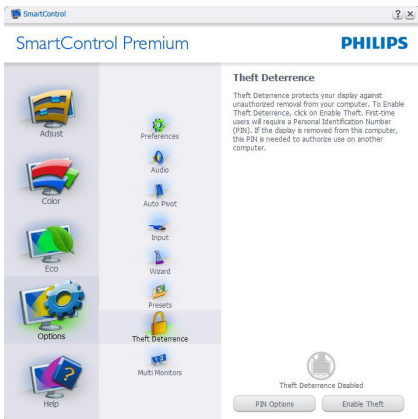 SmartControl
? ×
SmartControl Premium
PHILIPS
Adjust
Color
Eco
Options
Help
Preferences
Audio
Auto Pivot
Input
Wizard
Presets
Theft Deterrence
Multi Monitors
Theft Deterrence
Theft Deterrence protects your display against
unauthorized removal from your computer. To Enable
Theft Deterrence, click on Enable Theft. First-time
users will require a Personal Identification Number
(PIN). If the display is removed from this computer,
this PIN is needed to authorize use on another
computer.
Theft Deterrence Disabled
PIN Options
Enable Theft